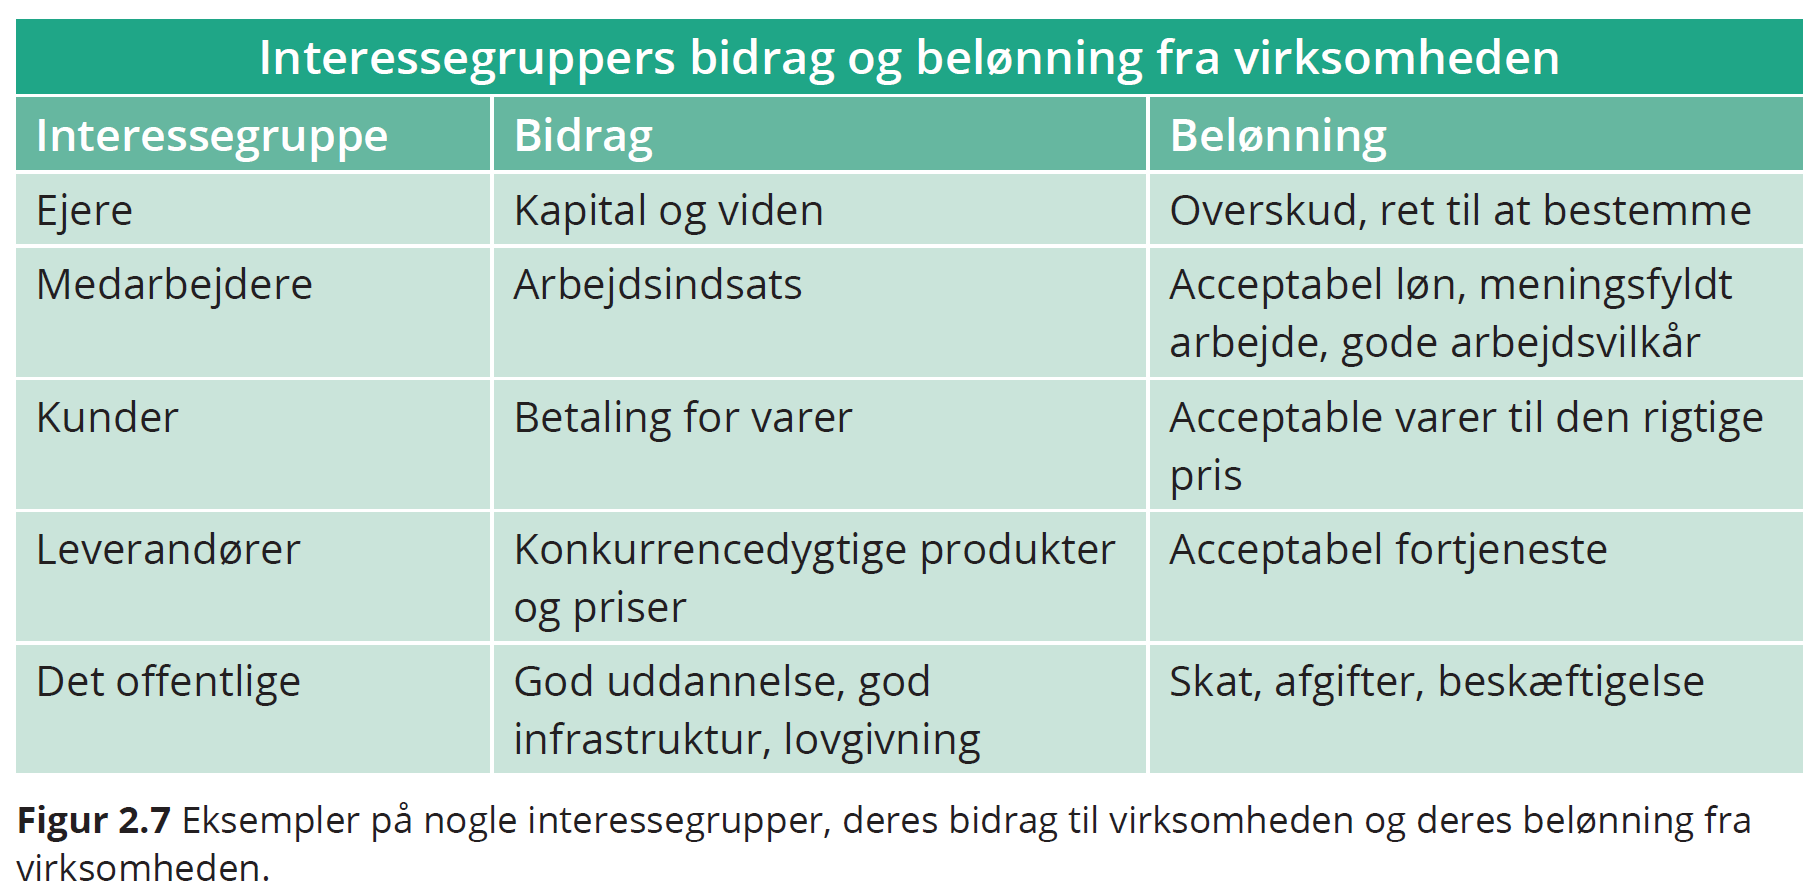 Interessegruppers bidrag og belønning fra virksomheden
Interessegruppe
Bidrag
Belønning
Ejere
Kapital og viden
Overskud, ret til at bestemme
Medarbejdere
Arbejdsindsats
Acceptabel løn, meningsfyldt
arbejde, gode arbejdsvilkår
Kunder
Betaling for varer
Acceptable varer til den rigtige
pris
Leverandører
Konkurrencedygtige produkter
og priser
Acceptabel fortjeneste
Det offentlige
God uddannelse, god
infrastruktur, lovgivning
Skat, afgifter, beskæftigelse
Figur 2.7 Eksempler på nogle interessegrupper, deres bidrag til virksomheden og deres belønning fra
virksomheden.